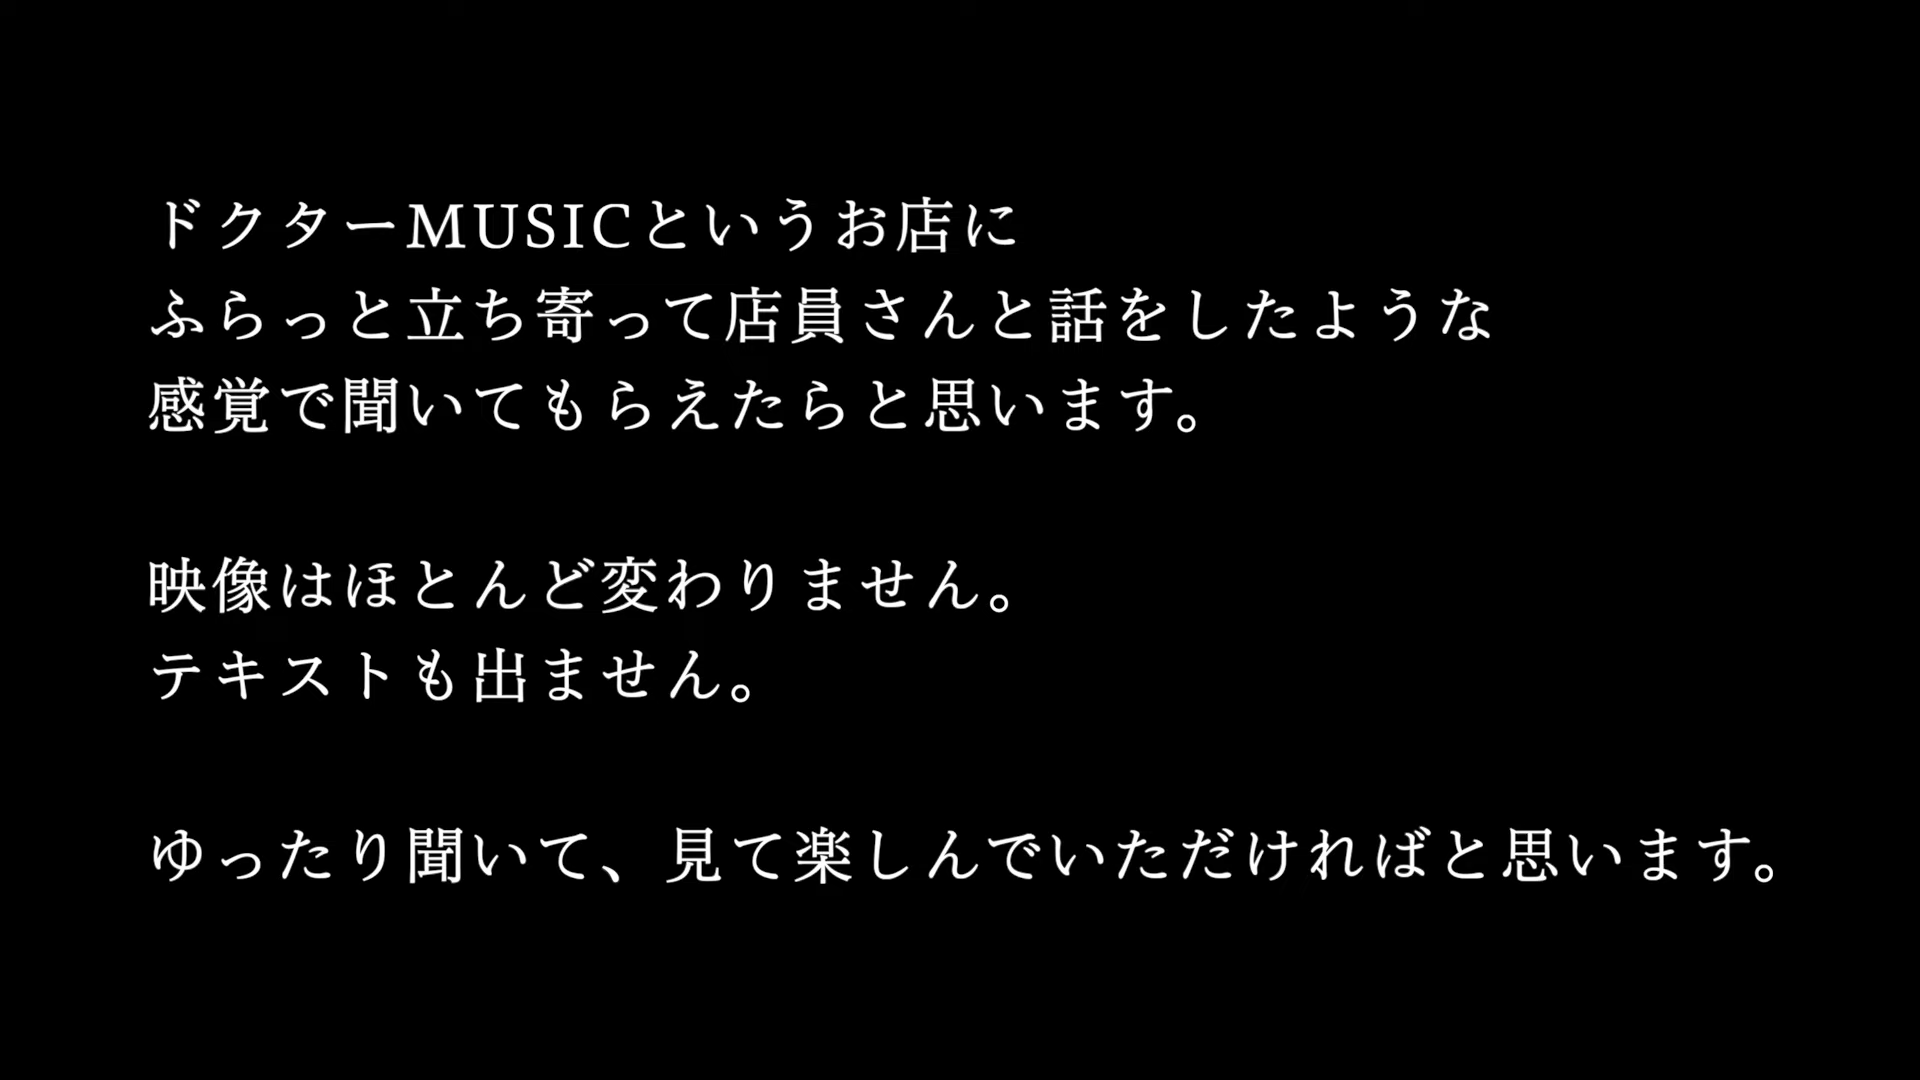 ドクターMUSICというお店に
ふらっと立ち寄って店員さんと話をしたような
感覚で聞いてもらえたらと思います。
映像はほとんど変わりません。
テキストも出ません。
ゆったり聞いて、見て楽しんでいただければと思います。